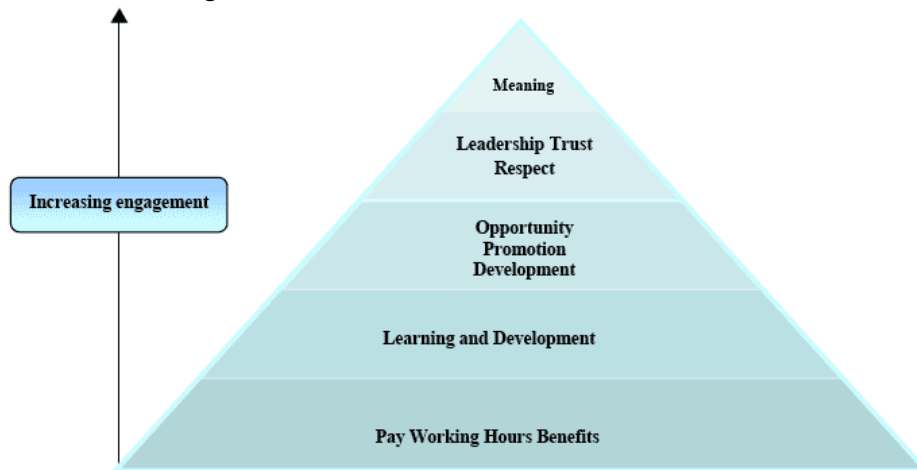 Meaning
Leadership Trust
Respect
Increasing engagement
Opportunity
Promotion
Development
Learning and Development
Pay Working Hours Benefits